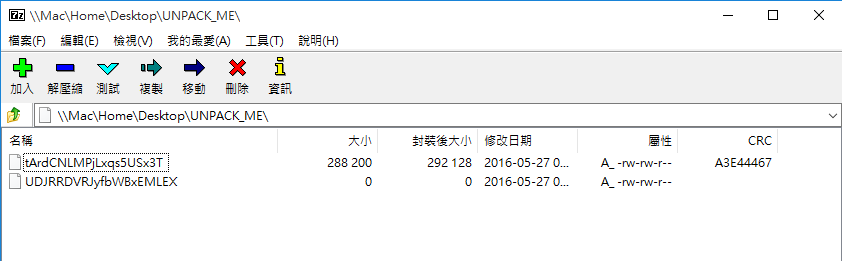 7z \\Mac\Home\Desktop\UNPACK_ME\
檔案(F) 編輯(E) 檢視(V) 我的最愛(A) 工具(T) 說明(H)
加入 解壓縮 測試 複製 移動 刪除 資訊
\\Mac\Home\Desktop\UNPACK_ME\
名稱 大小 封裝後大小 修改日期 屬性 CRC
tArdCNLMPjLxqs5USx3T 288 200 292 128 2016-05-27 0... A_ -rw-rw-r-- A3E44467
UDJRRDVRJyfbWBxEMLEX 0 0 2016-05-27 0... A_ -rw-rw-r--